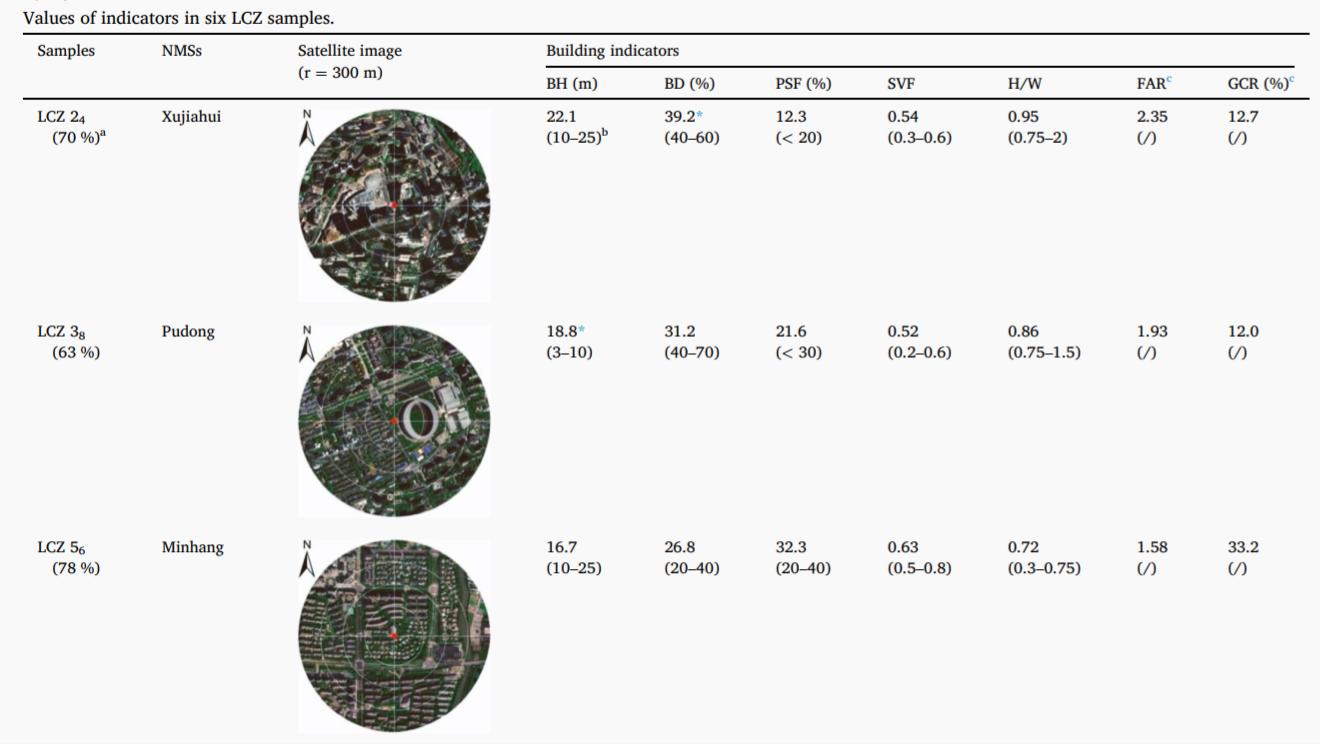 Values of indicators in six LCZ samples.
Samples NMSs Satellite image Building indicators
(r = 300 m)
BH (m) BD (%) PSF (%) SVF H/W FARᶜ GCR (%)ᶜ
LCZ 2₄ Xujiahui N 22.1 39.2* 12.3 0.54 0.95 2.35 12.7
(70 %)ᵃ (10–25)ᵇ (40–60) (< 20) (0.3–0.6) (0.75–2) (/) (/)
LCZ 3₈ Pudong N 18.8* 31.2 21.6 0.52 0.86 1.93 12.0
(63 %) (3–10) (40–70) (< 30) (0.2–0.6) (0.75–1.5) (/) (/)
LCZ 5₆ Minhang N 16.7 26.8 32.3 0.63 0.72 1.58 33.2
(78 %) (10–25) (20–40) (20–40) (0.5–0.8) (0.3–0.75) (/) (/)